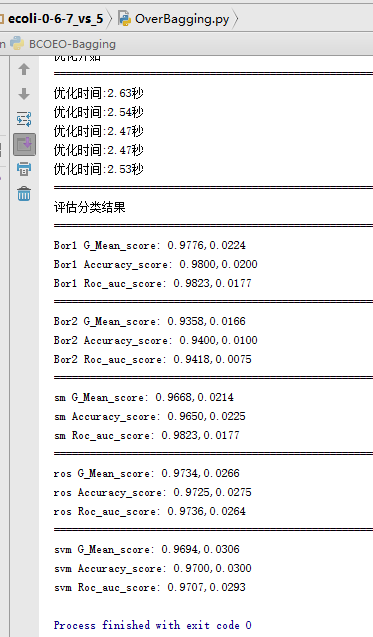 ecoli-0-6-7_vs_5 OverBagging.py
n BCOEO-Bagging
优化开始
优化时间:2.63秒
优化时间:2.54秒
优化时间:2.47秒
优化时间:2.47秒
优化时间:2.53秒
评估分类结果
Bor1 G_Mean_score: 0.9776,0.0224
Bor1 Accuracy_score: 0.9800,0.0200
Bor1 Roc_auc_score: 0.9823,0.0177
Bor2 G_Mean_score: 0.9358,0.0166
Bor2 Accuracy_score: 0.9400,0.0100
Bor2 Roc_auc_score: 0.9418,0.0075
sm G_Mean_score: 0.9668,0.0214
sm Accuracy_score: 0.9650,0.0225
sm Roc_auc_score: 0.9823,0.0177
ros G_Mean_score: 0.9734,0.0266
ros Accuracy_score: 0.9725,0.0275
ros Roc_auc_score: 0.9736,0.0264
svm G_Mean_score: 0.9694,0.0306
svm Accuracy_score: 0.9700,0.0300
svm Roc_auc_score: 0.9707,0.0293
Process finished with exit code 0